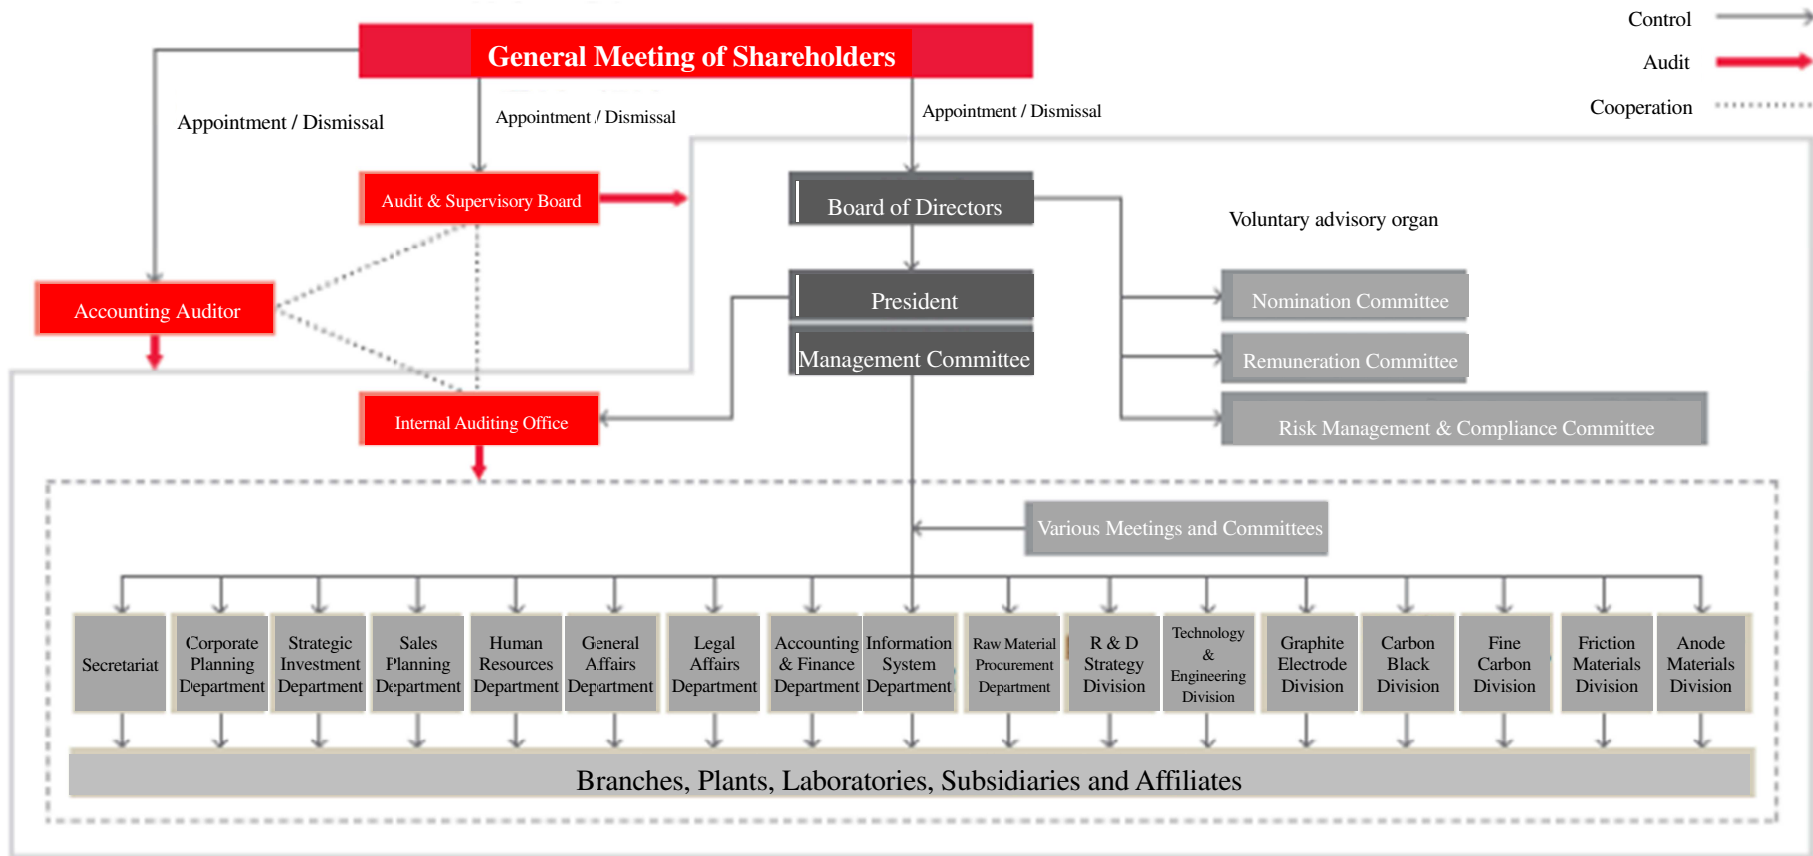 Control
General Meeting of Shareholders
Audit
Cooperation
Appointment / Dismissal
Appointment / Dismissal
Appointment / Dismissal
Audit & Supervisory Board
Board of Directors
Voluntary advisory organ
Accounting Auditor
President
Nomination Committee
Management Committee
Remuneration Committee
Internal Auditing Office
Risk Management & Compliance Committee
Various Meetings and Committees
Secretariat
Corporate
Planning
Department
Strategic
Investment
Department
Sales
Planning
Department
Human
Resources
Department
General
Affairs
Department
Legal
Affairs
Department
Accounting
& Finance
Department
Information
System
Department
Raw Material
Procurement
Department
R & D
Strategy
Division
Technology
&
Engineering
Division
Graphite
Electrode
Division
Carbon
Black
Division
Fine
Carbon
Division
Friction
Materials
Division
Anode
Materials
Division
Branches, Plants, Laboratories, Subsidiaries and Affiliates